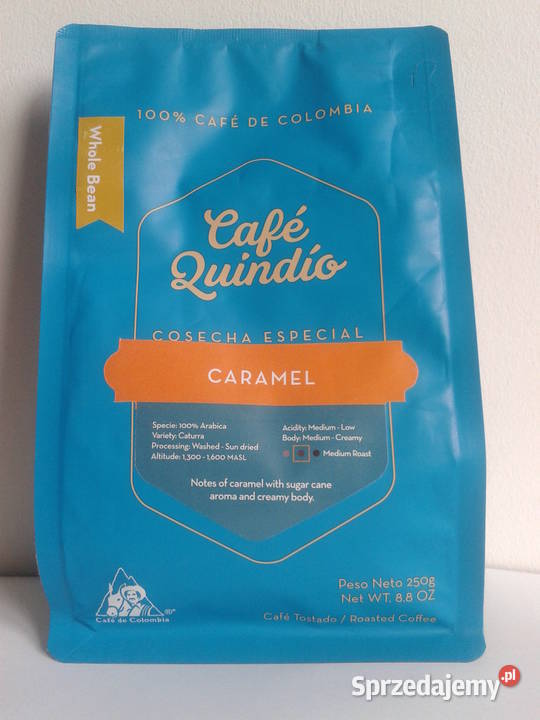 100% CAFÉ DE COLOMBIA
Whole Bean
Café
Quindío
COSECHA ESPECIAL
CARAMEL
Specie: 100% Arabica
Variety: Caturra
Processing: Washed - Sun dried
Altitude: 1,300 - 1,600 MASL
Acidity: Medium - Low
Body: Medium - Creamy
Medium Roast
Notes of caramel with sugar cane
aroma and creamy body.
Peso Neto 250g
Net WT. 8.8 OZ
Café de Colombia
Café Tostado / Roasted Coffee
Sprzedajemy.pl